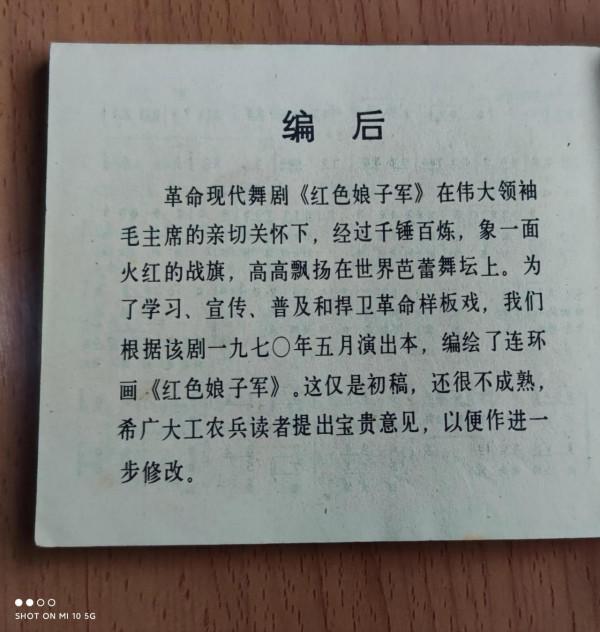 编 后
革命现代舞剧《红色娘子军》在伟大领袖
毛主席的亲切关怀下，经过千锤百炼，象一面
火红的战旗，高高飘扬在世界芭蕾舞坛上。为
了学习、宣传、普及和捍卫革命样板戏，我们
根据该剧一九七〇年五月演出本，编绘了连环
画《红色娘子军》。这仅是初稿，还很不成熟，
希广大工农兵读者提出宝贵意见，以便作进一
步修改。
SHOT ON MI 10 5G